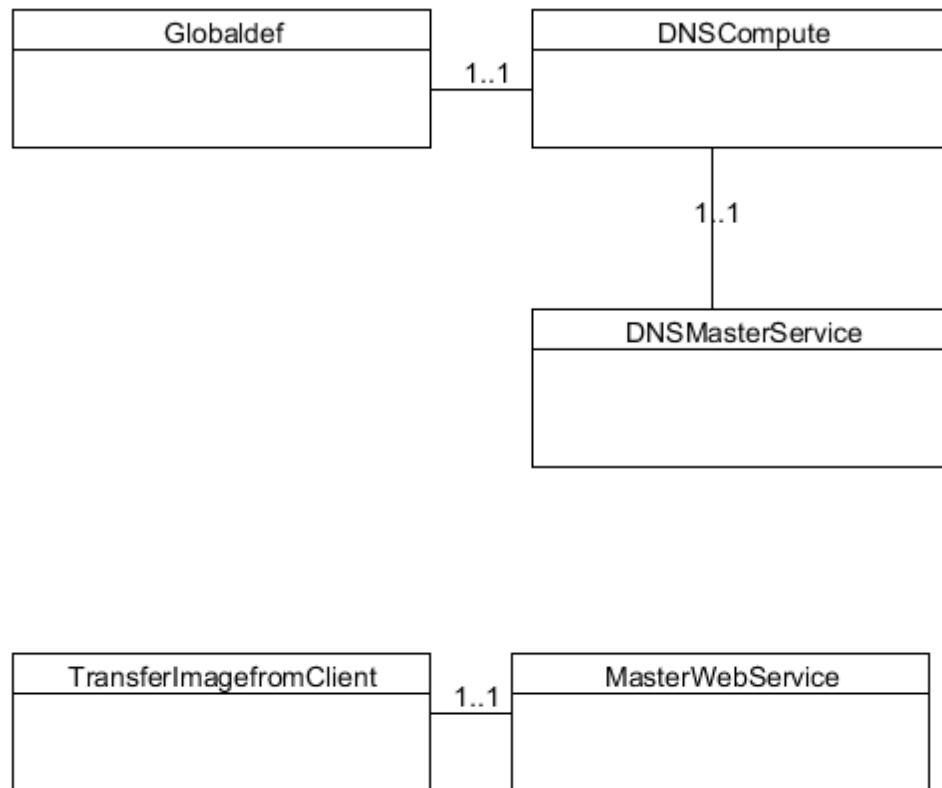 Globaldef
DNSCompute
1..1
1..1
DNSMasterService
TransferImagefromClient
MasterWebService
1..1